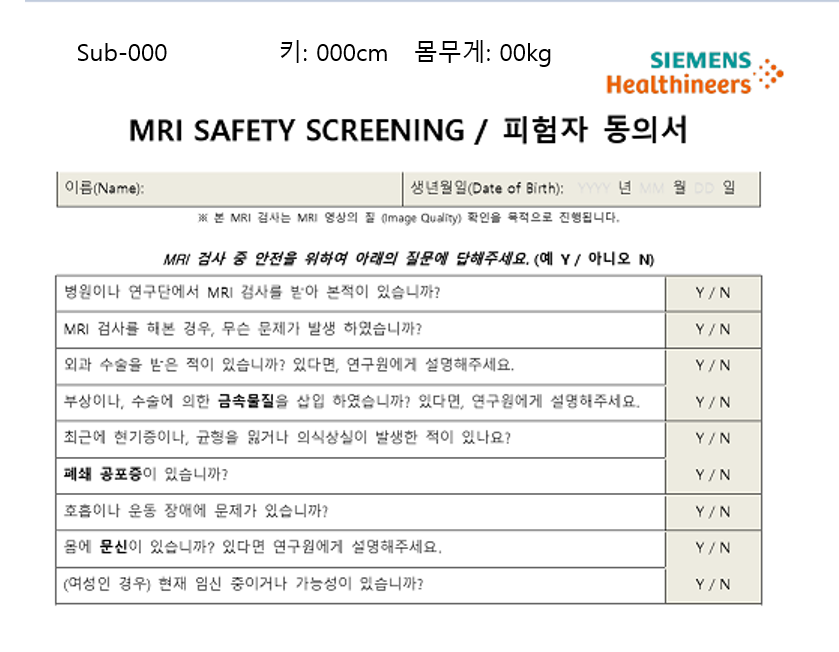 Sub-000 키: 000cm 몸무게: 00kg
SIEMENS
Healthineers
MRI SAFETY SCREENING / 피험자 동의서
이름(Name): 생년월일(Date of Birth): YYYY 년 MM 월 DD 일
※ 본 MRI 검사는 MRI 영상의 질 (Image Quality) 확인을 목적으로 진행됩니다.
MRI 검사 중 안전을 위하여 아래의 질문에 답해주세요. (예 Y / 아니오 N)
병원이나 연구단에서 MRI 검사를 받아 본적이 있습니까? Y / N
MRI 검사를 해본 경우, 무슨 문제가 발생 하였습니까? Y / N
외과 수술을 받은 적이 있습니까? 있다면, 연구원에게 설명해주세요. Y / N
부상이나, 수술에 의한 금속물질을 삽입 하였습니까? 있다면, 연구원에게 설명해주세요. Y / N
최근에 현기증이나, 균형을 잃거나 의식상실이 발생한 적이 있나요? Y / N
폐쇄 공포증이 있습니까? Y / N
호흡이나 운동 장애에 문제가 있습니까? Y / N
몸에 문신이 있습니까? 있다면 연구원에게 설명해주세요. Y / N
(여성인 경우) 현재 임신 중이거나 가능성이 있습니까? Y / N